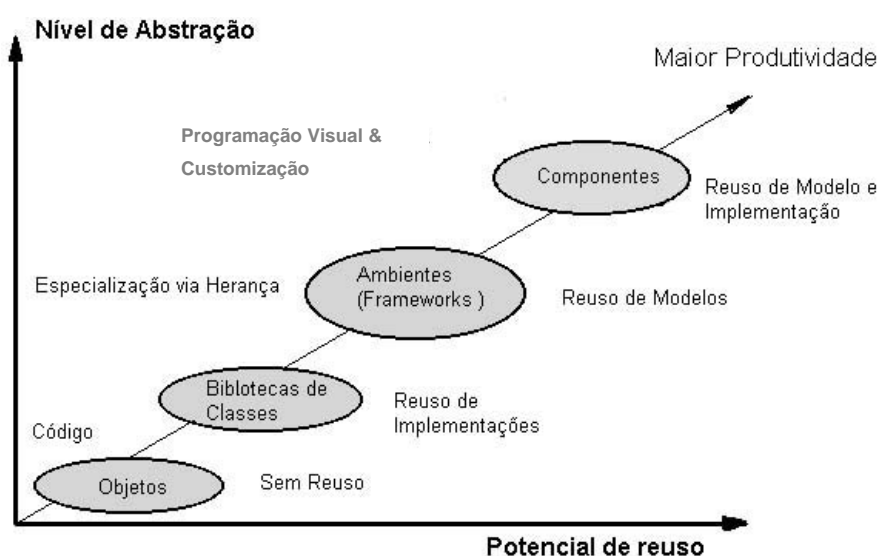 Nível de Abstração
Maior Produtividade
Programação Visual &
Customização
Componentes
Reuso de Modelo e
Implementação
Especialização via Herança
Ambientes
(Frameworks )
Reuso de Modelos
Biblotecas de
Classes
Reuso de
Implementações
Código
Objetos
Sem Reuso
Potencial de reuso